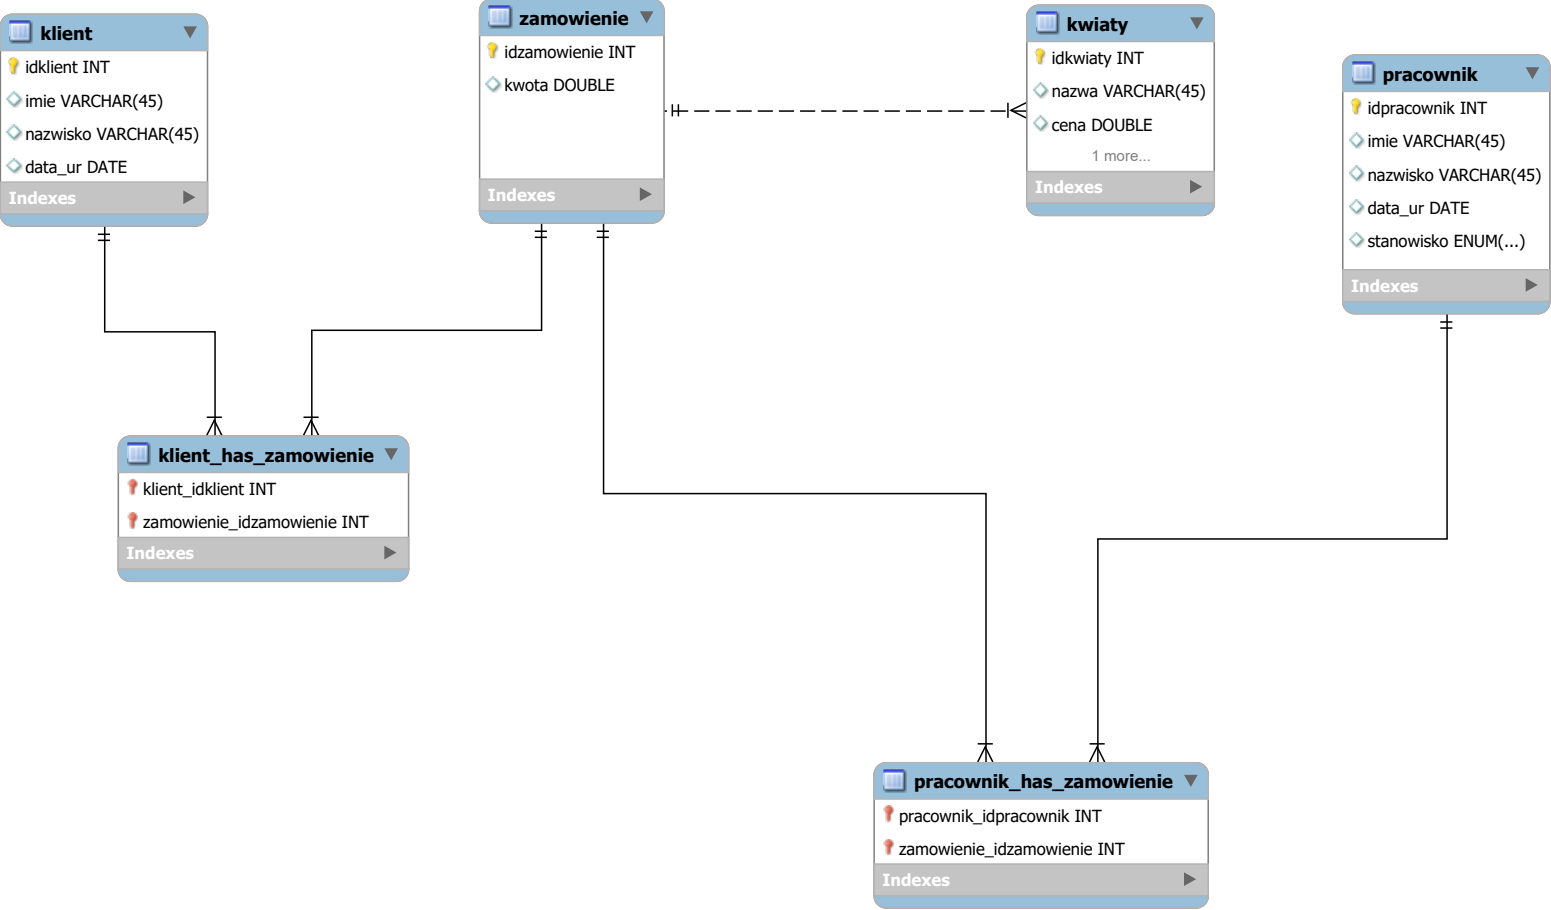 klient
idklient INT
imie VARCHAR(45)
nazwisko VARCHAR(45)
data_ur DATE
Indexes
zamowienie
idzamowienie INT
kwota DOUBLE
Indexes
kwiaty
idkwiaty INT
nazwa VARCHAR(45)
cena DOUBLE
1 more...
Indexes
pracownik
idpracownik INT
imie VARCHAR(45)
nazwisko VARCHAR(45)
data_ur DATE
stanowisko ENUM(...)
Indexes
klient_has_zamowienie
klient_idklient INT
zamowienie_idzamowienie INT
Indexes
pracownik_has_zamowienie
pracownik_idpracownik INT
zamowienie_idzamowienie INT
Indexes